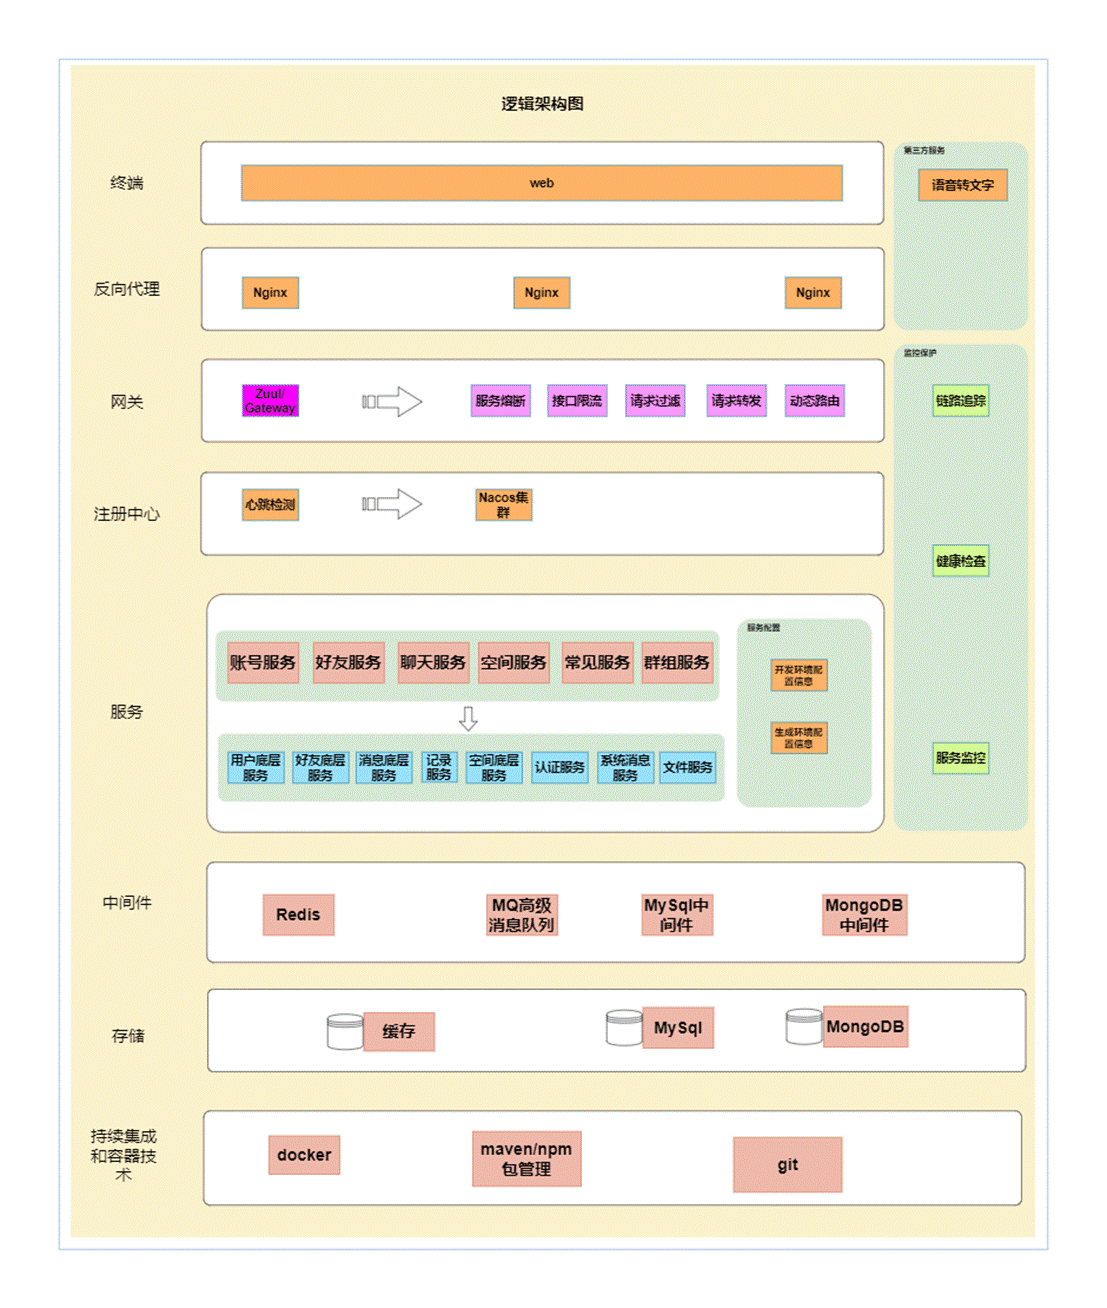 逻辑架构图
终端
web
第三方服务
语音转文字
反向代理
Nginx
Nginx
Nginx
网关
Zuul/
Gateway
服务熔断
接口限流
请求过滤
请求转发
动态路由
监控保护
链路追踪
健康检查
服务监控
注册中心
心跳检测
Nacos集
群
服务
账号服务
好友服务
聊天服务
空间服务
常见服务
群组服务
用户底层
服务
好友底层
服务
消息底层
服务
记录
服务
空间底层
服务
认证服务
系统消息
服务
文件服务
服务配置
开发环境配
置信息
生成环境配
置信息
中间件
Redis
MQ高级
消息队列
MySql中
间件
MongoDB
中间件
存储
缓存
MySql
MongoDB
持续集成
和容器技
术
docker
maven/npm
包管理
git